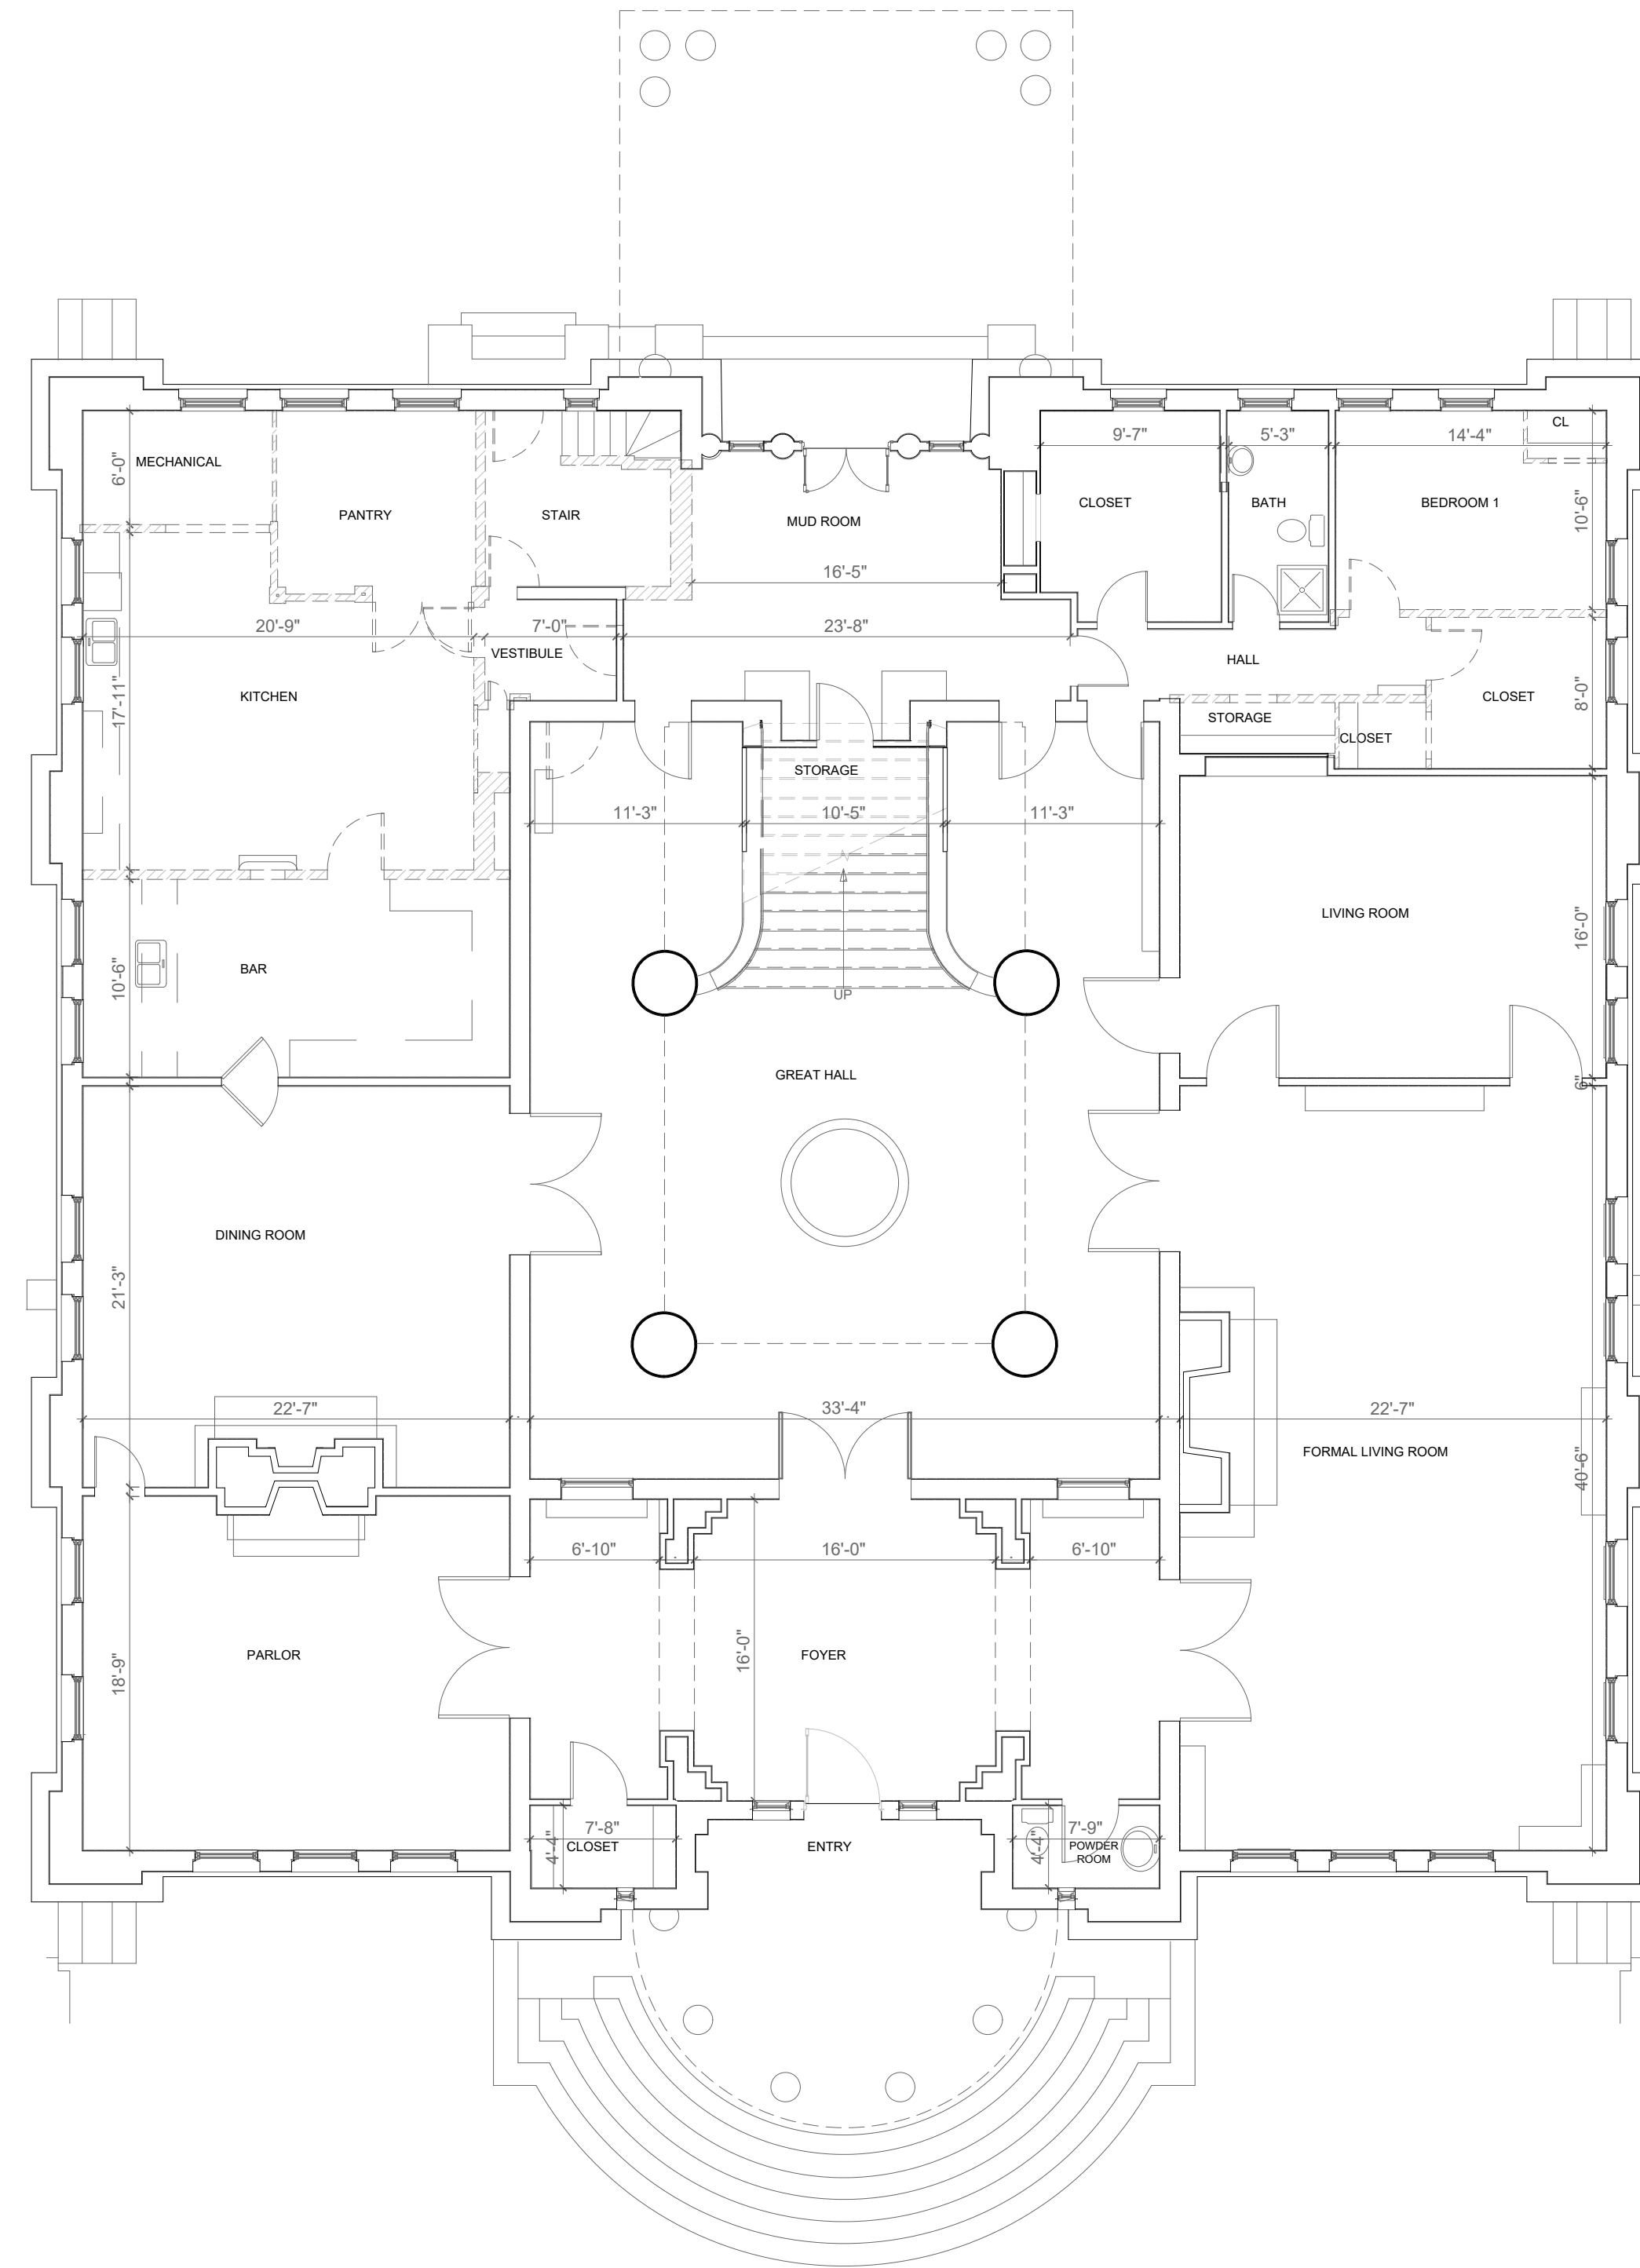 CL
9'-7"
5'-3"
14'-4"
MECHANICAL
6'-0"
PANTRY
STAIR
MUD ROOM
CLOSET
BATH
BEDROOM 1
10'-6"
16'-5"
20'-9"
7'-0"
23'-8"
VESTIBULE
HALL
KITCHEN
17'-11"
CLOSET
8'-0"
STORAGE
CLOSET
STORAGE
11'-3"
10'-5"
11'-3"
LIVING ROOM
16'-0"
BAR
10'-6"
UP
GREAT HALL
6"
DINING ROOM
21'-3"
22'-7"
33'-4"
22'-7"
FORMAL LIVING ROOM
40'-6"
6'-10"
16'-0"
6'-10"
PARLOR
18'-9"
16'-0"
FOYER
7'-8"
4'-4"
CLOSET
ENTRY
7'-9"
4'-4"
POWDER
ROOM